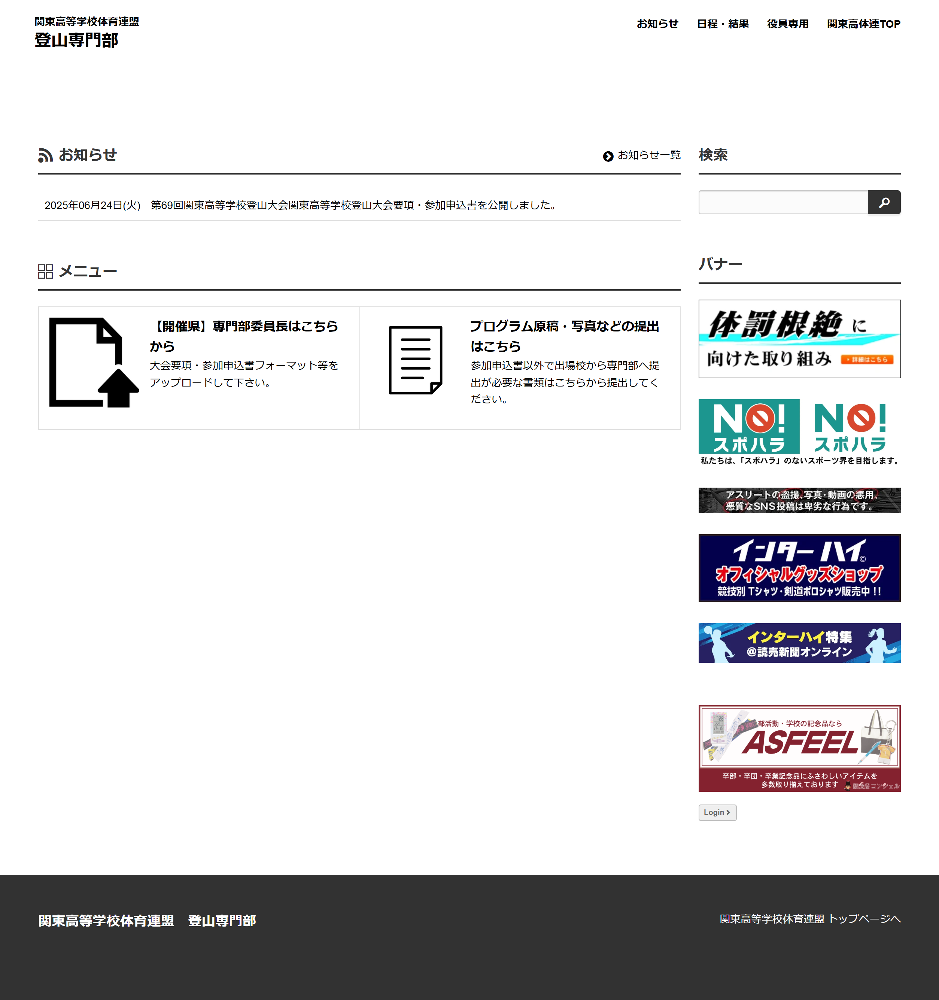 関東高等学校体育連盟
登山専門部
お知らせ 日程・結果 役員専用 関東高体連TOP
お知らせ
お知らせ一覧
2025年06月24日(火) 第69回関東高等学校登山大会関東高等学校登山大会要項・参加申込書を公開しました。
メニュー
【開催県】専門部委員長はこちら
から
大会要項・参加申込書フォーマット等を
アップロードして下さい。
プログラム原稿・写真などの提出
はこちら
参加申込書以外で出場校から専門部へ提
出が必要な書類はこちらから提出してく
ださい。
検索
バナー
体罰根絶に
向けた取り組み 詳細はこちら
NO! NO!
スポハラ スポハラ
私たちは、「スポハラ」のないスポーツ界を目指します。
アスリートの盗撮、写真・動画の悪用、
悪質なSNS投稿は卑劣な行為です。
インターハイ©
オフィシャルグッズショップ
競技別 Tシャツ・剣道ポロシャツ販売中 !!
インターハイ特集
@読売新聞オンライン
部活動・学校の記念品なら
ASFEEL
卒部・卒団・卒業記念品にふさわしいアイテムを
多数取り揃えております
記念品コンシェル
Login
関東高等学校体育連盟 登山専門部
関東高等学校体育連盟 トップページへ